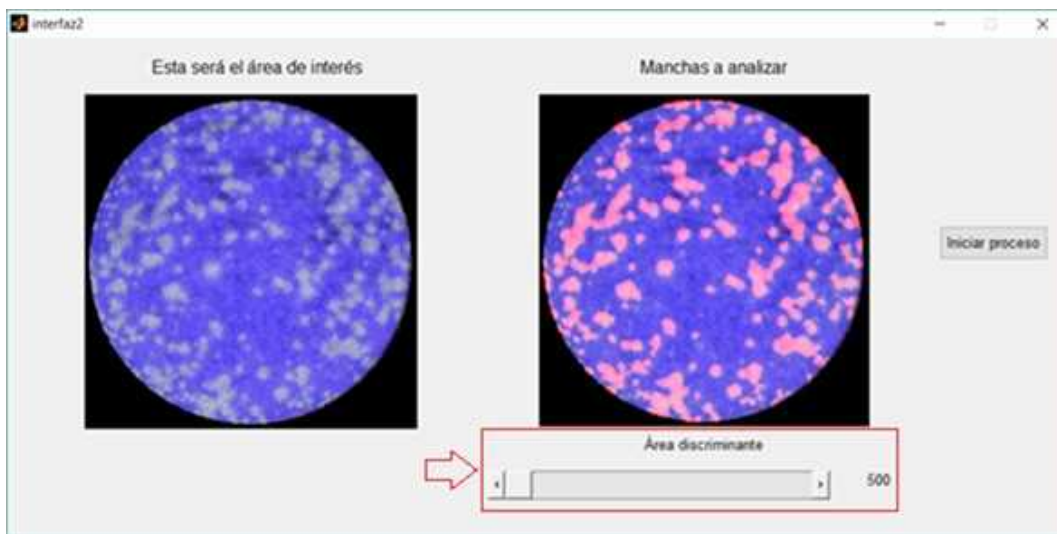 interfaz2
Esta será el área de interés
Manchas a analizar
Iniciar proceso
Área discriminante
500